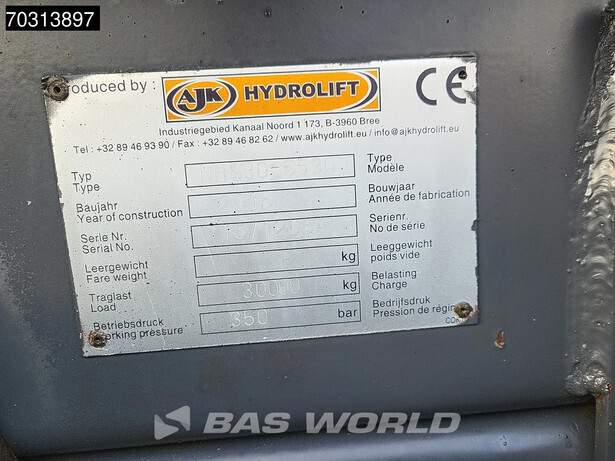 70313897
oduced by : AJK HYDROLIFT CE
Industriegebied Kanaal Noord 1 173, B-3960 Bree
Tel : +32 89 46 93 90 / Fax : +32 89 46 82 62 / www.ajkhydrolift.eu / info@ajkhydrolift.eu
Typ Type
Type Modèle
Baujahr Bouwjaar
Year of construction Année de fabrication
Serie Nr. Serienr.
Serial No. No de série
Leergewicht kg Leeggewicht
Fare weight poids vide
Traglast 30000 kg Belasting
Load Charge
Betriebsdruck 350 bar Bedrijfsdruk
orking pressure Pression de régi
BAS WORLD